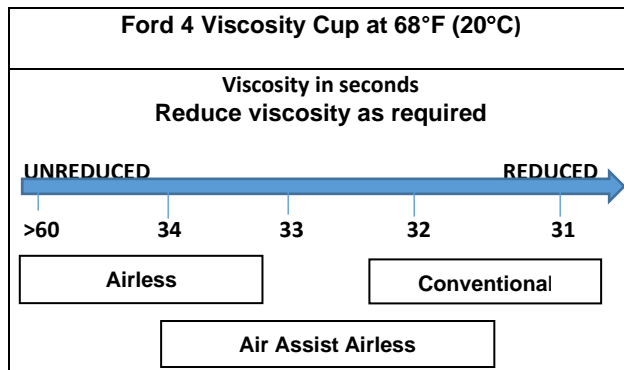 Ford 4 Viscosity Cup at 68°F (20°C)
Viscosity in seconds
Reduce viscosity as required
UNREDUCED REDUCED
>60 34 33 32 31
Airless Conventional
Air Assist Airless